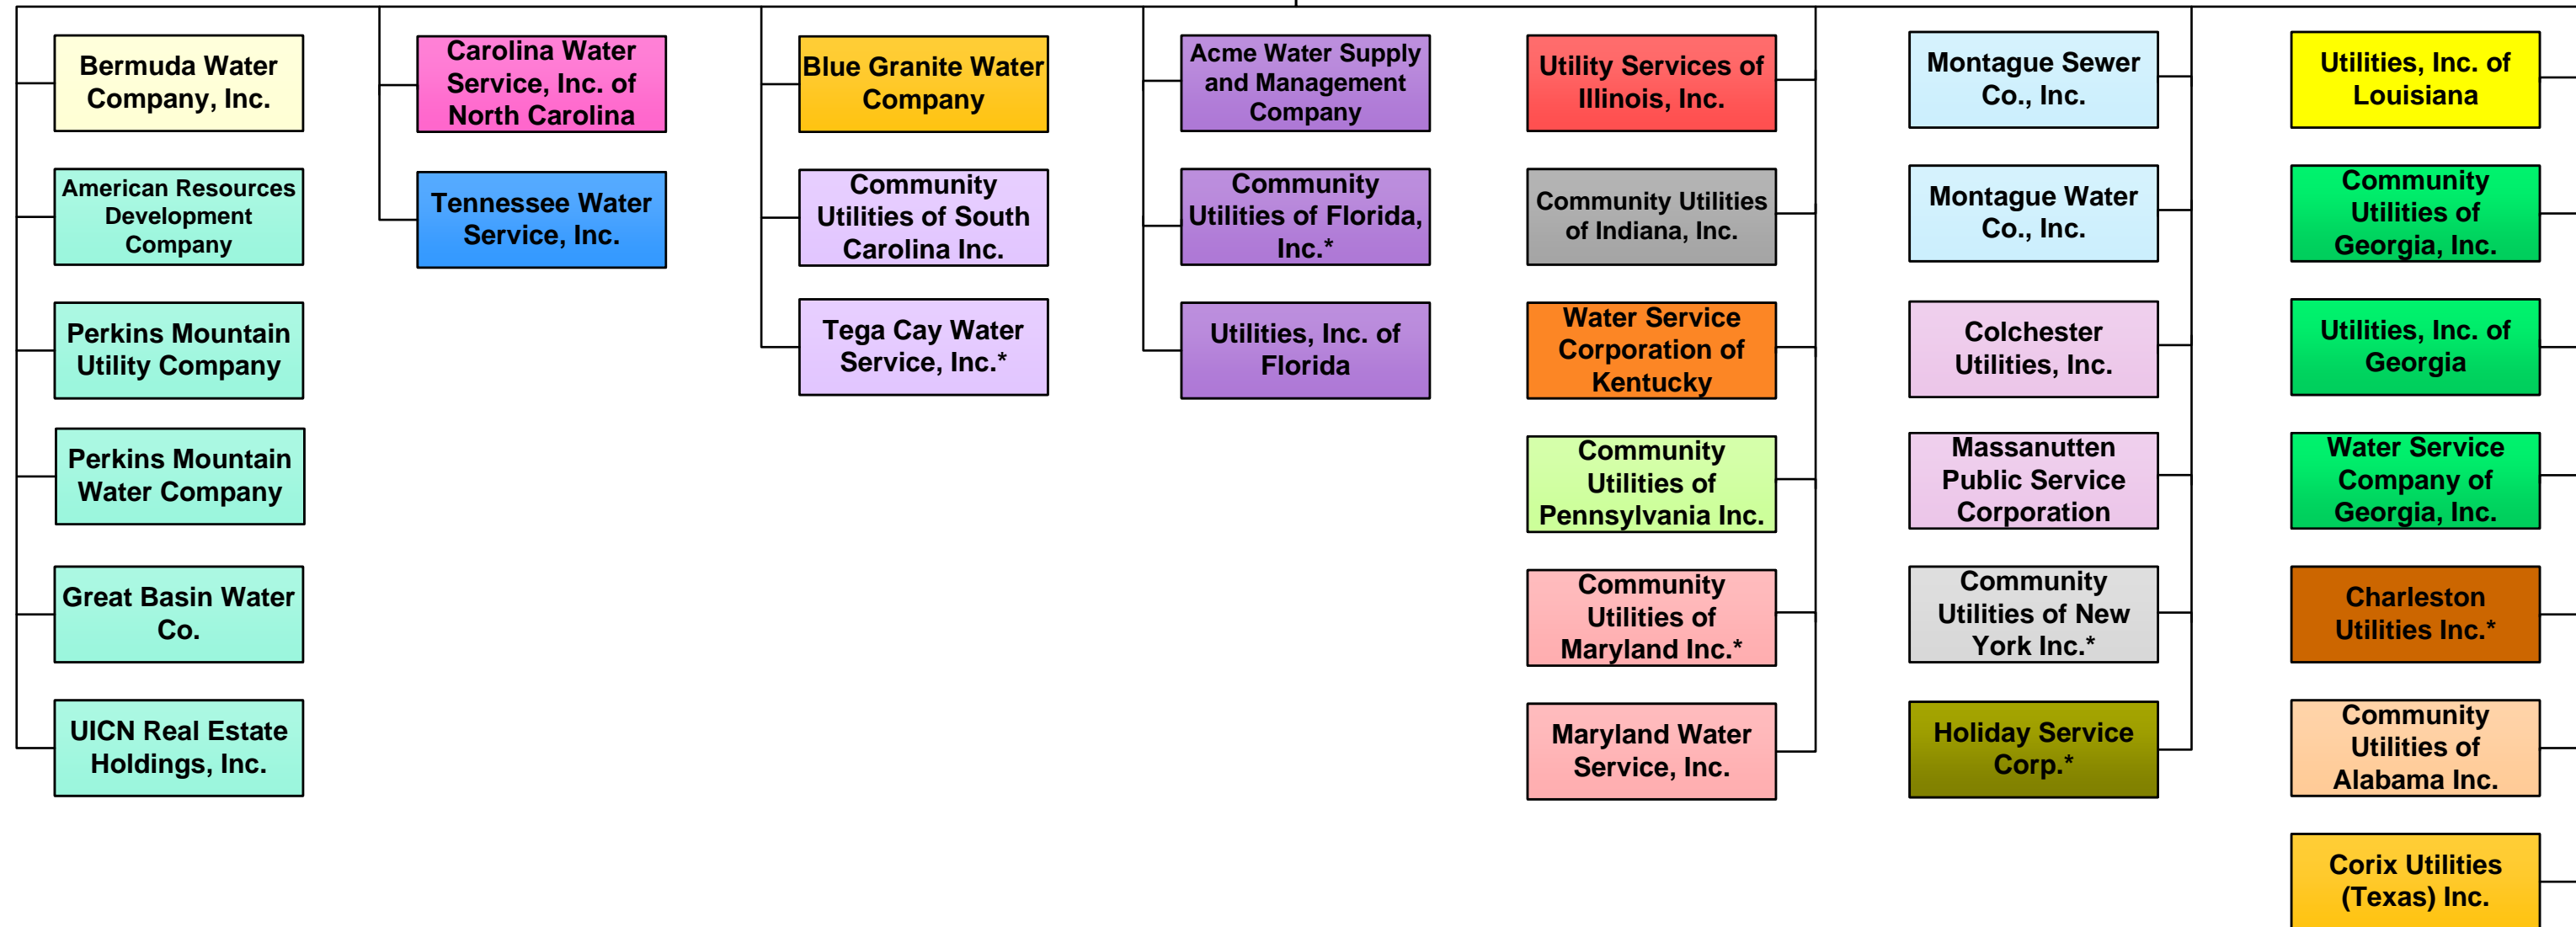 Bermuda Water
Company, Inc.
American Resources
Development
Company
Perkins Mountain
Utility Company
Perkins Mountain
Water Company
Great Basin Water
Co.
UICN Real Estate
Holdings, Inc.
Carolina Water
Service, Inc. of
North Carolina
Tennessee Water
Service, Inc.
Blue Granite Water
Company
Community
Utilities of South
Carolina Inc.
Tega Cay Water
Service, Inc.*
Acme Water Supply
and Management
Company
Community
Utilities of Florida,
Inc.*
Utilities, Inc. of
Florida
Utility Services of
Illinois, Inc.
Community Utilities
of Indiana, Inc.
Water Service
Corporation of
Kentucky
Community
Utilities of
Pennsylvania Inc.
Community
Utilities of
Maryland Inc.*
Maryland Water
Service, Inc.
Montague Sewer
Co., Inc.
Montague Water
Co., Inc.
Colchester
Utilities, Inc.
Massanutten
Public Service
Corporation
Community
Utilities of New
York Inc.*
Holiday Service
Corp.*
Utilities, Inc. of
Louisiana
Community
Utilities of
Georgia, Inc.
Utilities, Inc. of
Georgia
Water Service
Company of
Georgia, Inc.
Charleston
Utilities Inc.*
Community
Utilities of
Alabama Inc.
Corix Utilities
(Texas) Inc.